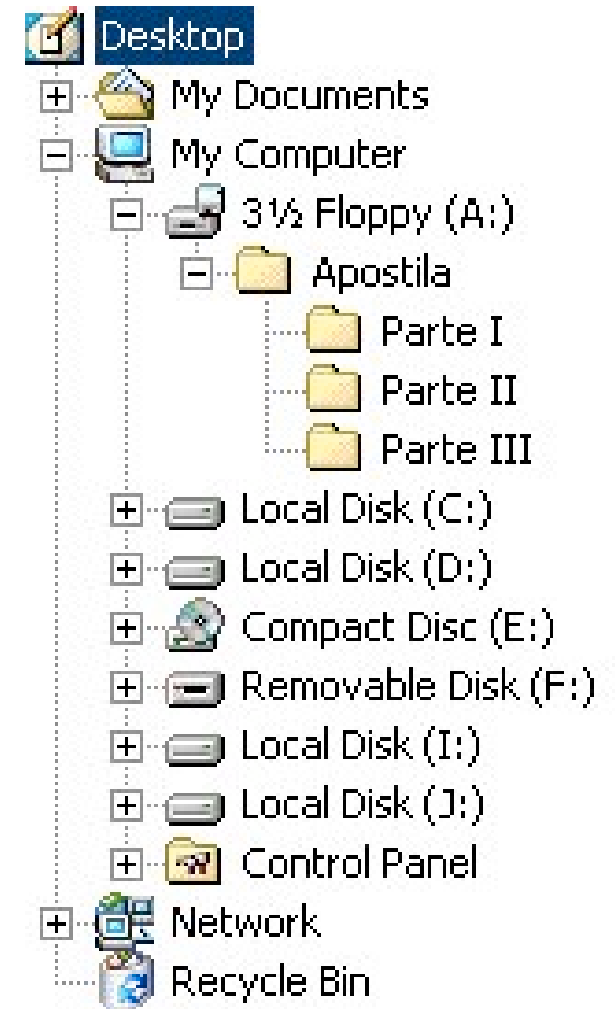 Desktop
My Documents
My Computer
3½ Floppy (A:)
Apostila
Parte I
Parte II
Parte III
Local Disk (C:)
Local Disk (D:)
Compact Disc (E:)
Removable Disk (F:)
Local Disk (I:)
Local Disk (J:)
Control Panel
Network
Recycle Bin